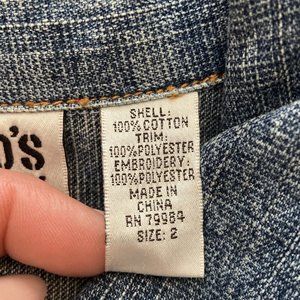 O'S
SHELL:
100% COTTON
TRIM:
100%POLYESTER
EMBROIDERY:
100%POLYESTER
MADE IN
CHINA
RN 79984
SIZE: 2